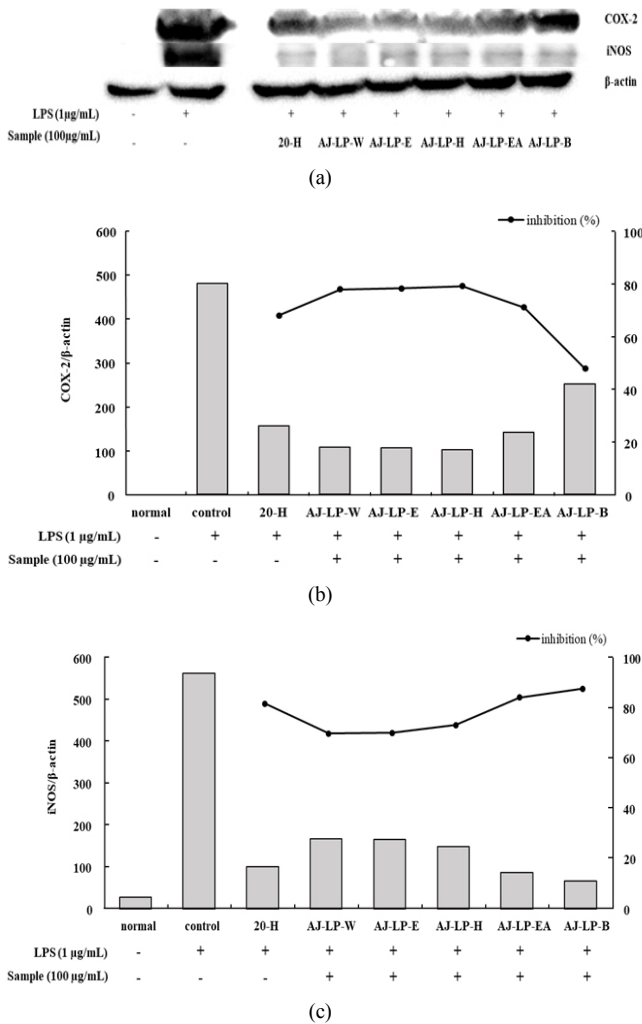 COX-2
iNOS
β-actin
LPS (1μg/mL) - + + + + + + +
Sample (100μg/mL) - - 20-H AJ-LP-W AJ-LP-E AJ-LP-H AJ-LP-EA AJ-LP-B
(a)
inhibition (%)
600 100
500 80
400 60
300
200 40
100 20
0 0
COX-2/β-actin
normal control 20-H AJ-LP-W AJ-LP-E AJ-LP-H AJ-LP-EA AJ-LP-B
LPS (1 μg/mL) - + + + + + + +
Sample (100 μg/mL) - - - + + + + +
(b)
inhibition (%)
600 100
500 80
400 60
300
200 40
100 20
0 0
iNOS/β-actin
normal control 20-H AJ-LP-W AJ-LP-E AJ-LP-H AJ-LP-EA AJ-LP-B
LPS (1 μg/mL) - + + + + + + +
Sample (100 μg/mL) - - - + + + + +
(c)